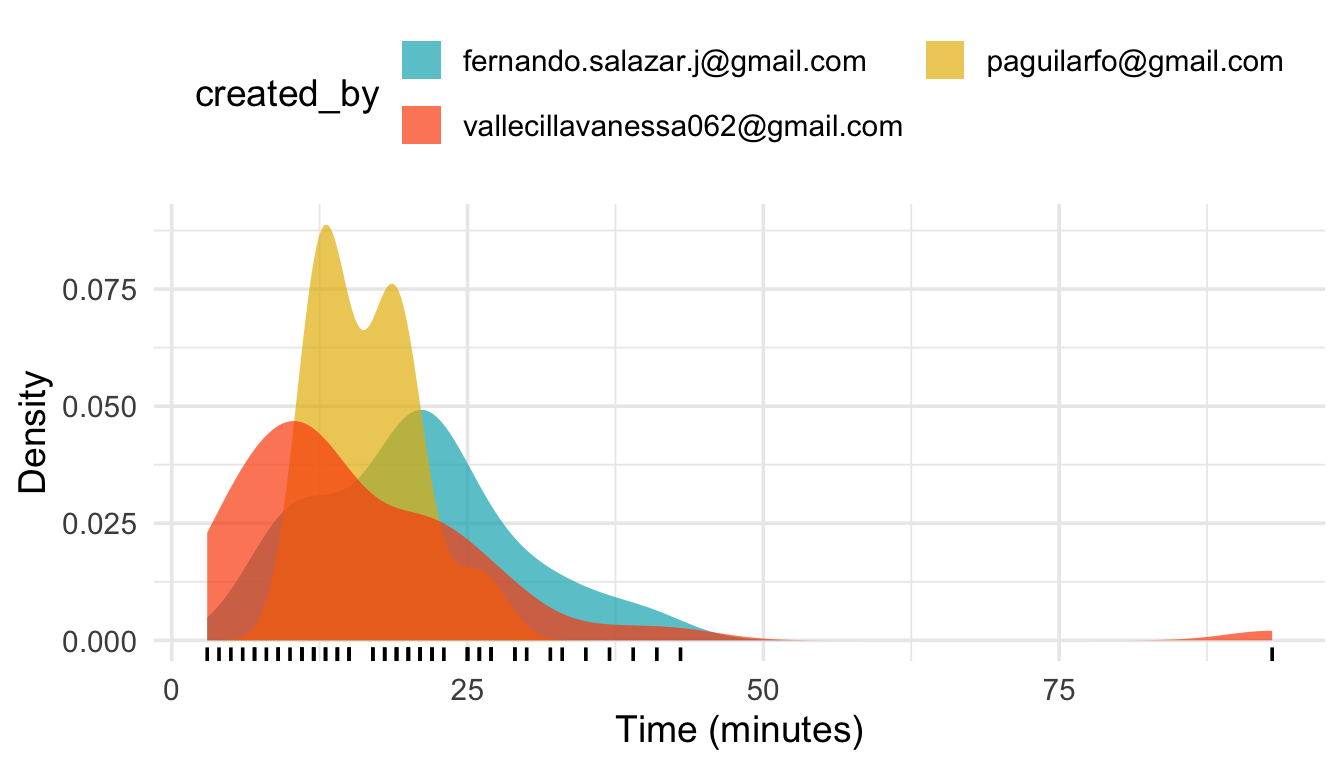 fernando.salazar.j@gmail.com paguilarfo@gmail.com
created_by
vallecillavanessa062@gmail.com
0.075
0.050
0.025
0.000
Density
0 25 50 75
Time (minutes)